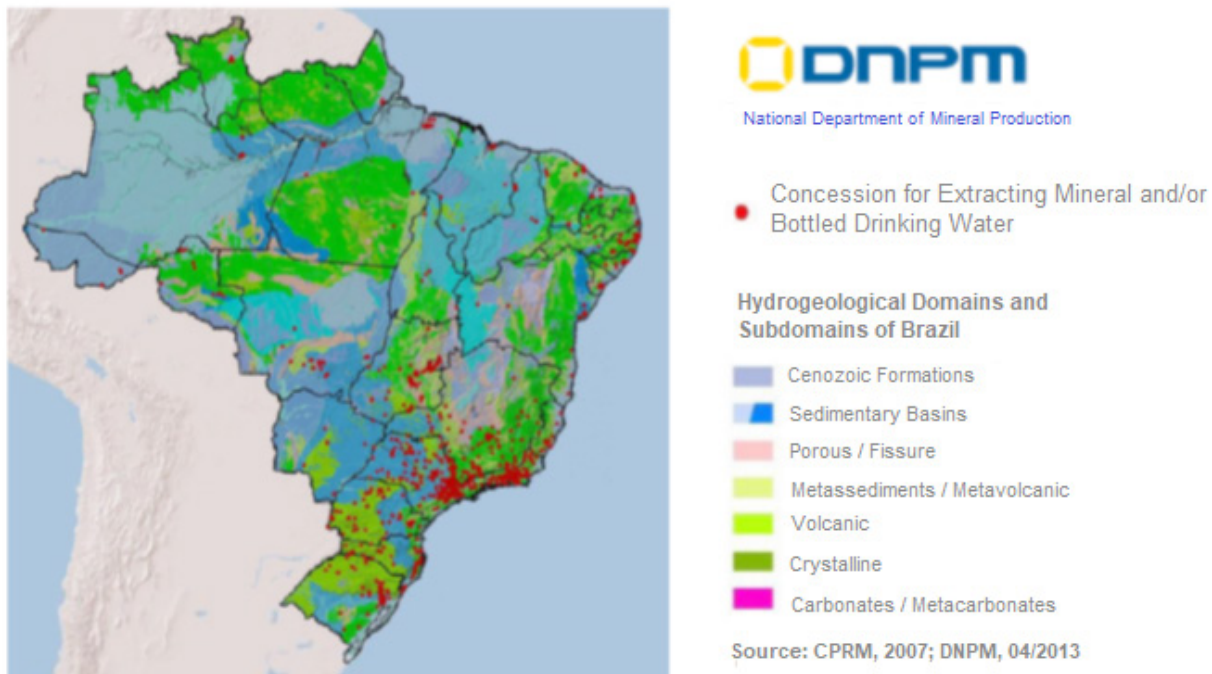 DNPM
National Department of Mineral Production
Concession for Extracting Mineral and/or
Bottled Drinking Water
Hydrogeological Domains and
Subdomains of Brazil
Cenozoic Formations
Sedimentary Basins
Porous / Fissure
Metassediments / Metavolcanic
Volcanic
Crystalline
Carbonates / Metacarbonates
Source: CPRM, 2007; DNPM, 04/2013